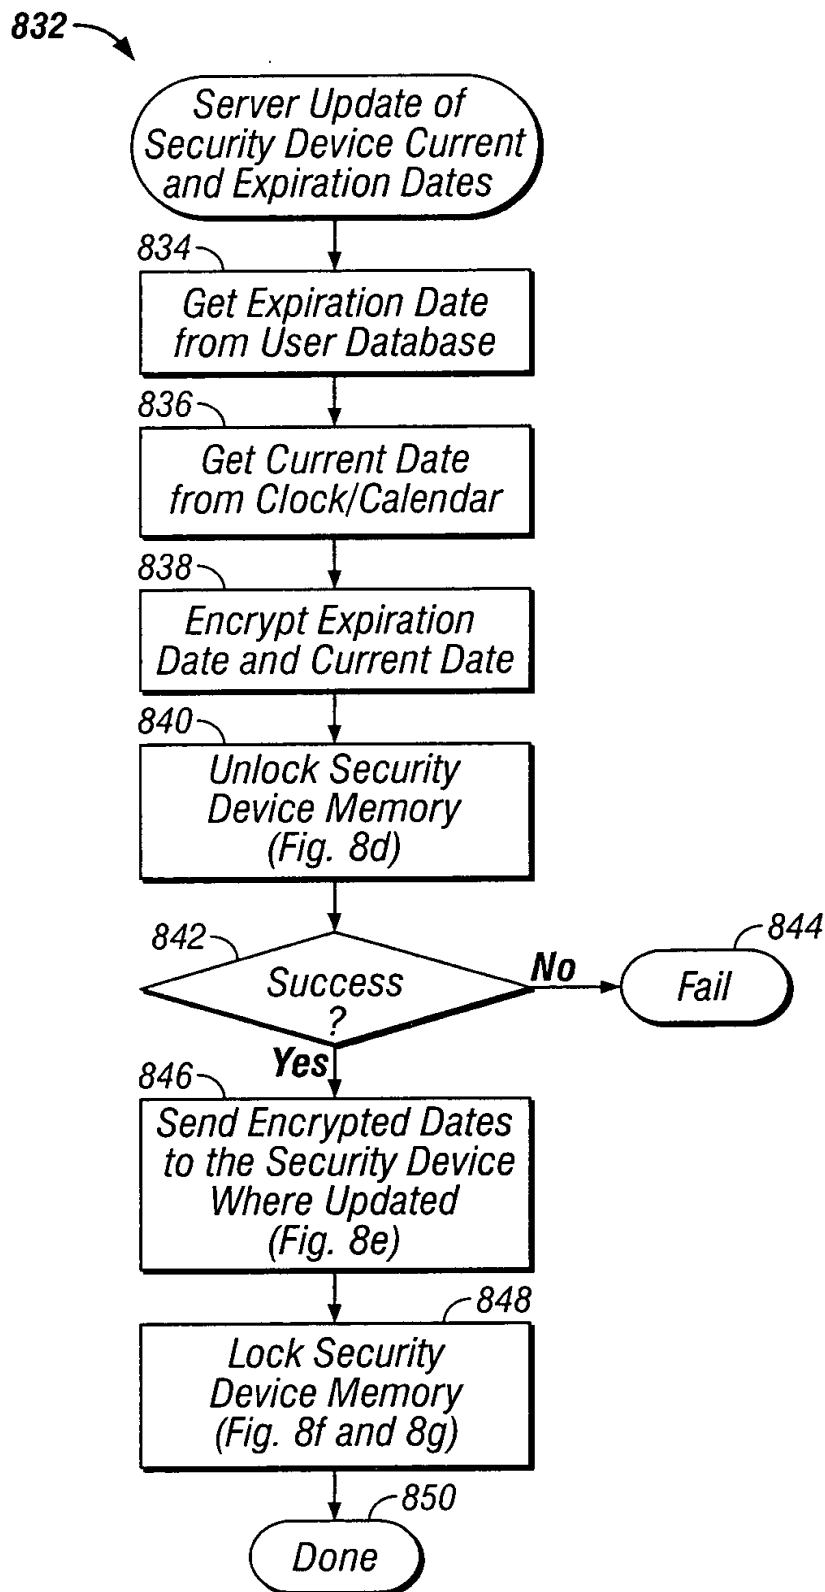 832
Server Update of
Security Device Current
and Expiration Dates
834
Get Expiration Date
from User Database
836
Get Current Date
from Clock/Calendar
838
Encrypt Expiration
Date and Current Date
840
Unlock Security
Device Memory
(Fig. 8d)
842
Success
?
No
844
Fail
Yes
846
Send Encrypted Dates
to the Security Device
Where Updated
(Fig. 8e)
848
Lock Security
Device Memory
(Fig. 8f and 8g)
850
Done